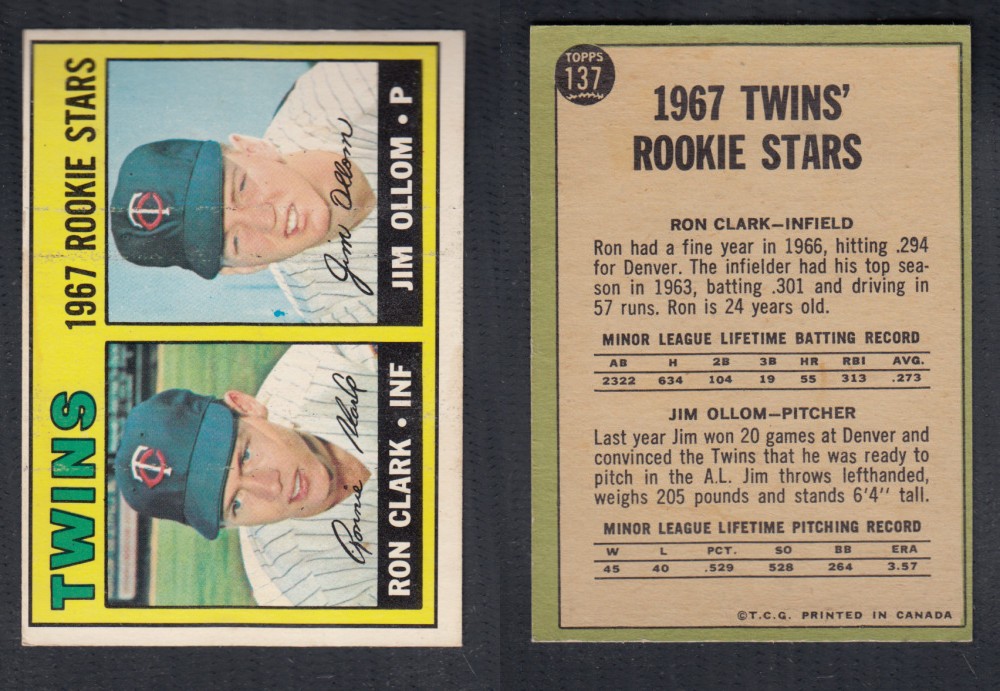 TWINS 1967 ROOKIE STARS
TC
Ronnie Clark
RON CLARK • INF
TC
Jim Ollom
JIM OLLOM • P
TOPPS
137
1967 TWINS'
ROOKIE STARS
RON CLARK—INFIELD
Ron had a fine year in 1966, hitting .294
for Denver. The infielder had his top sea-
son in 1963, batting .301 and driving in
57 runs. Ron is 24 years old.
MINOR LEAGUE LIFETIME BATTING RECORD
AB H 2B 3B HR RBI AVG.
2322 634 104 19 55 313 .273
JIM OLLOM—PITCHER
Last year Jim won 20 games at Denver and
convinced the Twins that he was ready to
pitch in the A.L. Jim throws lefthanded,
weighs 205 pounds and stands 6'4" tall.
MINOR LEAGUE LIFETIME PITCHING RECORD
W L PCT. SO BB ERA
45 40 .529 528 264 3.57
©T.C.G. PRINTED IN CANADA